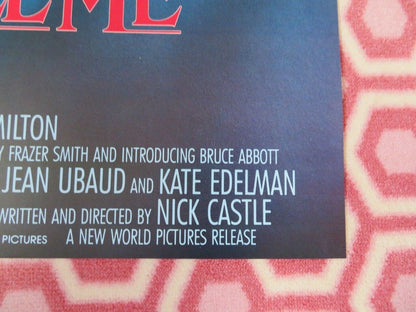 EME
MILTON
Y FRAZER SMITH AND INTRODUCING BRUCE ABBOTT
JEAN UBAUD AND KATE EDELMAN
WRITTEN AND DIRECTED BY NICK CASTLE
PICTURES A NEW WORLD PICTURES RELEASE